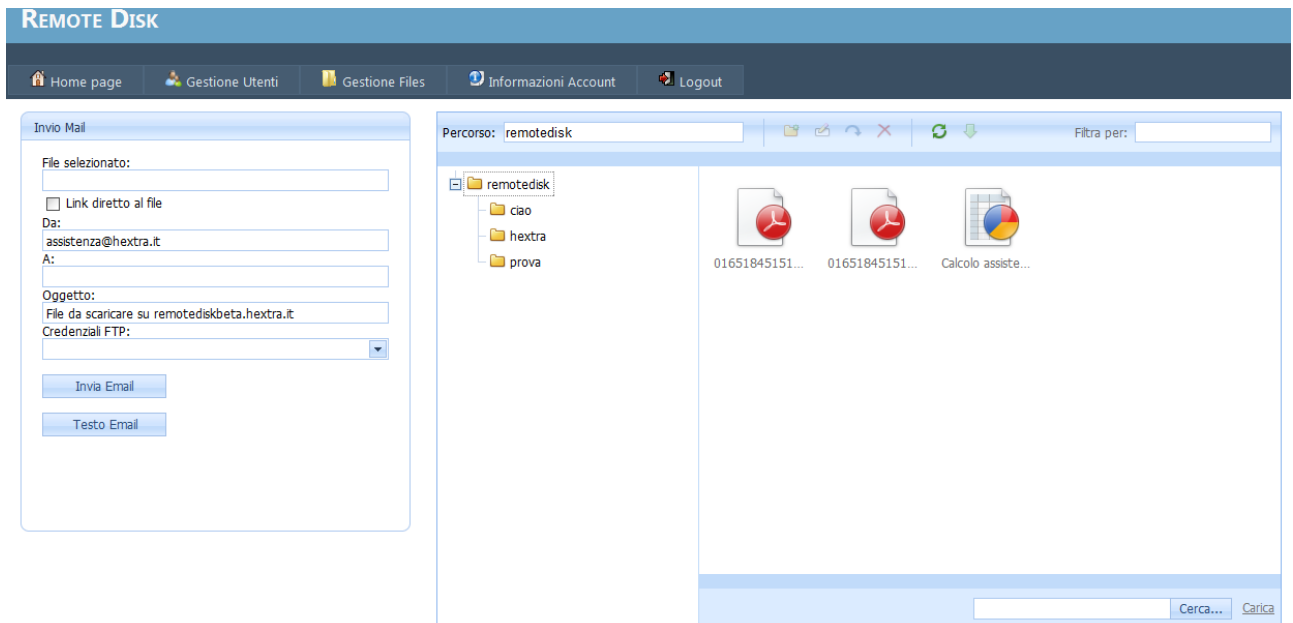 REMOTE DISK
Home page Gestione Utenti Gestione Files Informazioni Account Logout
Invio Mail
File selezionato:
Link diretto al file
Da:
assistenza@hextra.it
A:
Oggetto:
File da scaricare su remotediskbeta.hextra.it
Credenziali FTP:
Invia Email
Testo Email
Percorso: remotedisk Filtra per:
remotedisk
ciao
hextra
prova
01651845151... 01651845151... Calcolo assiste...
Cerca... Carica